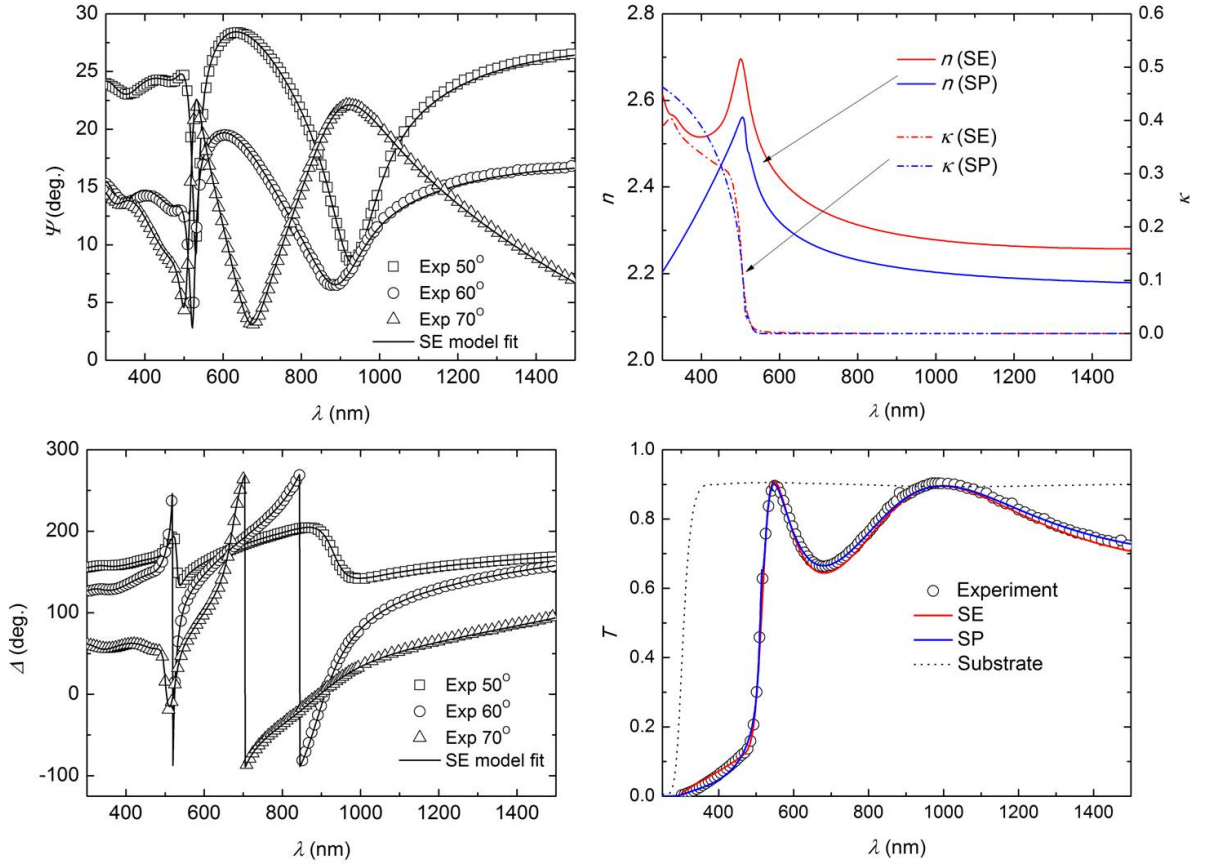 30
25
20
15
10
5
0
Ψ (deg.)
400 600 800 1000 1200 1400
λ (nm)
Exp 50°
Exp 60°
Exp 70°
SE model fit
2.8
2.6
2.4
2.2
2.0
n
0.6
0.5
0.4
0.3
0.2
0.1
0.0
κ
400 600 800 1000 1200 1400
λ (nm)
n (SE)
n (SP)
κ (SE)
κ (SP)
300
200
100
0
-100
Δ (deg.)
400 600 800 1000 1200 1400
λ (nm)
Exp 50°
Exp 60°
Exp 70°
SE model fit
1.0
0.8
0.6
0.4
0.2
0.0
T
400 600 800 1000 1200 1400
λ (nm)
Experiment
SE
SP
Substrate